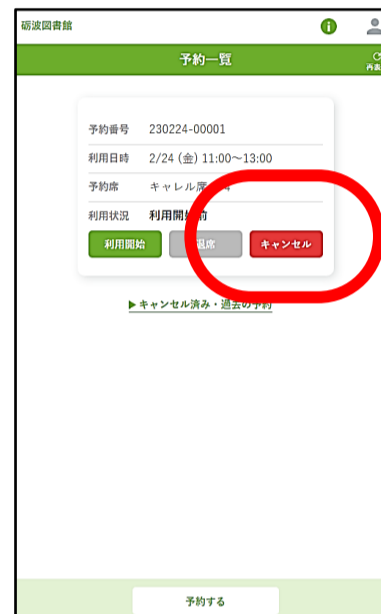 砺波図書館
予約一覧
予約番号 230224-00001
利用日時 2/24 (金) 11:00〜13:00
予約席 キャレル席
利用状況 利用開始前
利用開始 退席 キャンセル
▶キャンセル済み・過去の予約
予約する